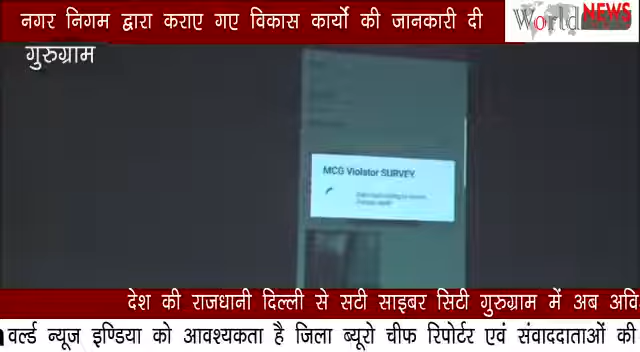 नगर निगम द्वारा कराए गए विकास कार्यो की जानकारी दी
World NEWS
गुरुग्राम
MCG Violator SURVEY
देश की राजधानी दिल्ली से सटी साइबर सिटी गुरुग्राम में अब अवि
वर्ल्ड न्यूज इण्डिया को आवश्यकता है जिला ब्यूरो चीफ रिपोर्टर एवं संवाददाताओं की